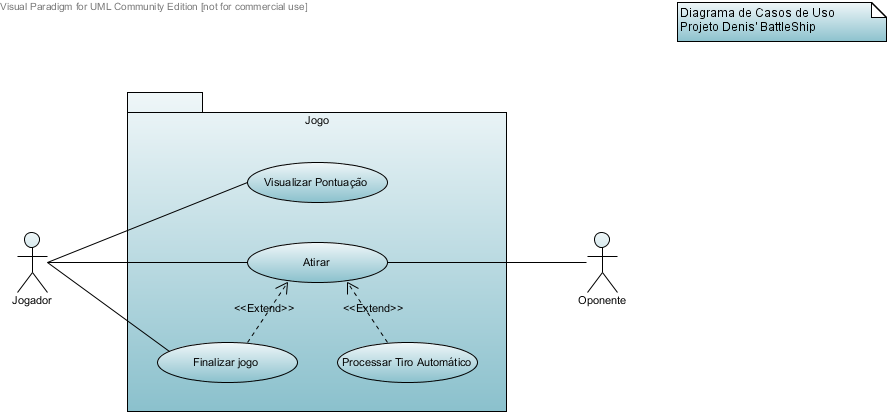 Visual Paradigm for UML Community Edition [not for commercial use]
Diagrama de Casos de Uso
Projeto Denis' BattleShip
Jogo
Visualizar Pontuação
Atirar
Jogador
Oponente
<<Extend>>
<<Extend>>
Finalizar jogo
Processar Tiro Automático